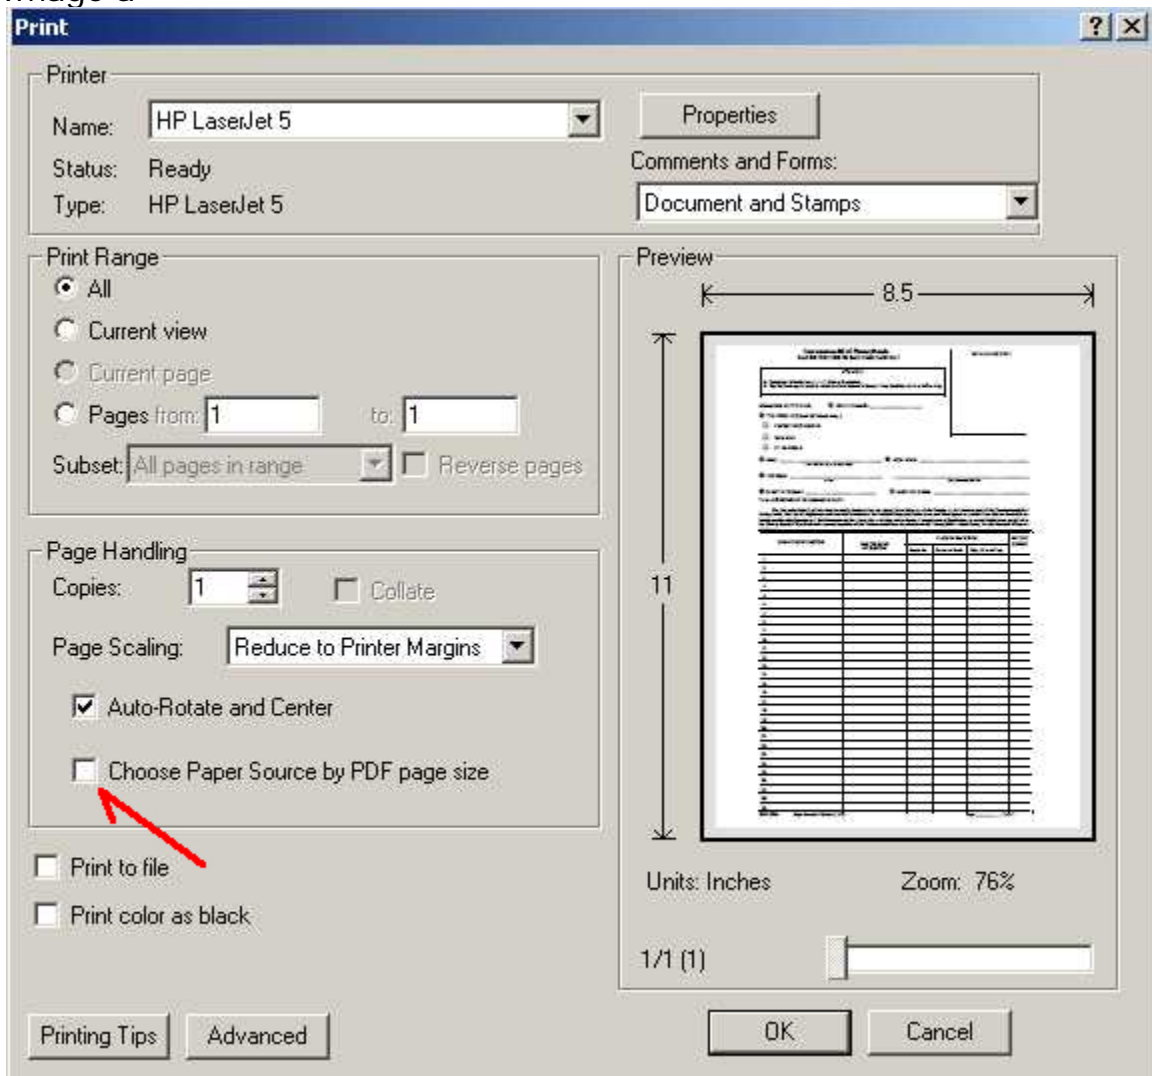 Print
Printer
Name: HP LaserJet 5 Properties
Status: Ready Comments and Forms:
Type: HP LaserJet 5 Document and Stamps
Print Range
All
Current view
Current page
Pages from: 1 to: 1
Subset: All pages in range Reverse pages
Page Handling
Copies: 1 Collate
Page Scaling: Reduce to Printer Margins
Auto-Rotate and Center
Choose Paper Source by PDF page size
Print to file
Print color as black
Preview
8.5
11
Units: Inches Zoom: 76%
1/1 (1)
Printing Tips Advanced OK Cancel